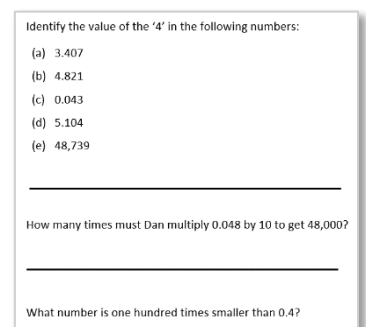 Identify the value of the ‘4’ in the following numbers:
(a) 3.407
(b) 4.821
(c) 0.043
(d) 5.104
(e) 48,739
How many times must Dan multiply 0.048 by 10 to get 48,000?
What number is one hundred times smaller than 0.4?